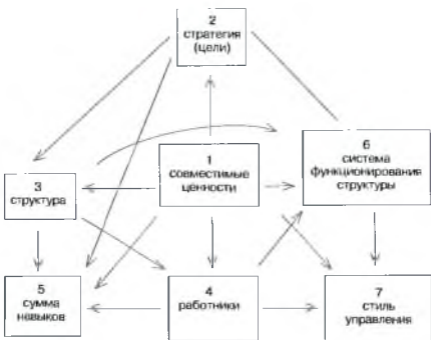 2
стратегия
(цели)
1
совместимые
ценности
6
система
функционирования
структуры
3
структура
5
сумма
навыков
4
работники
7
стиль
управления